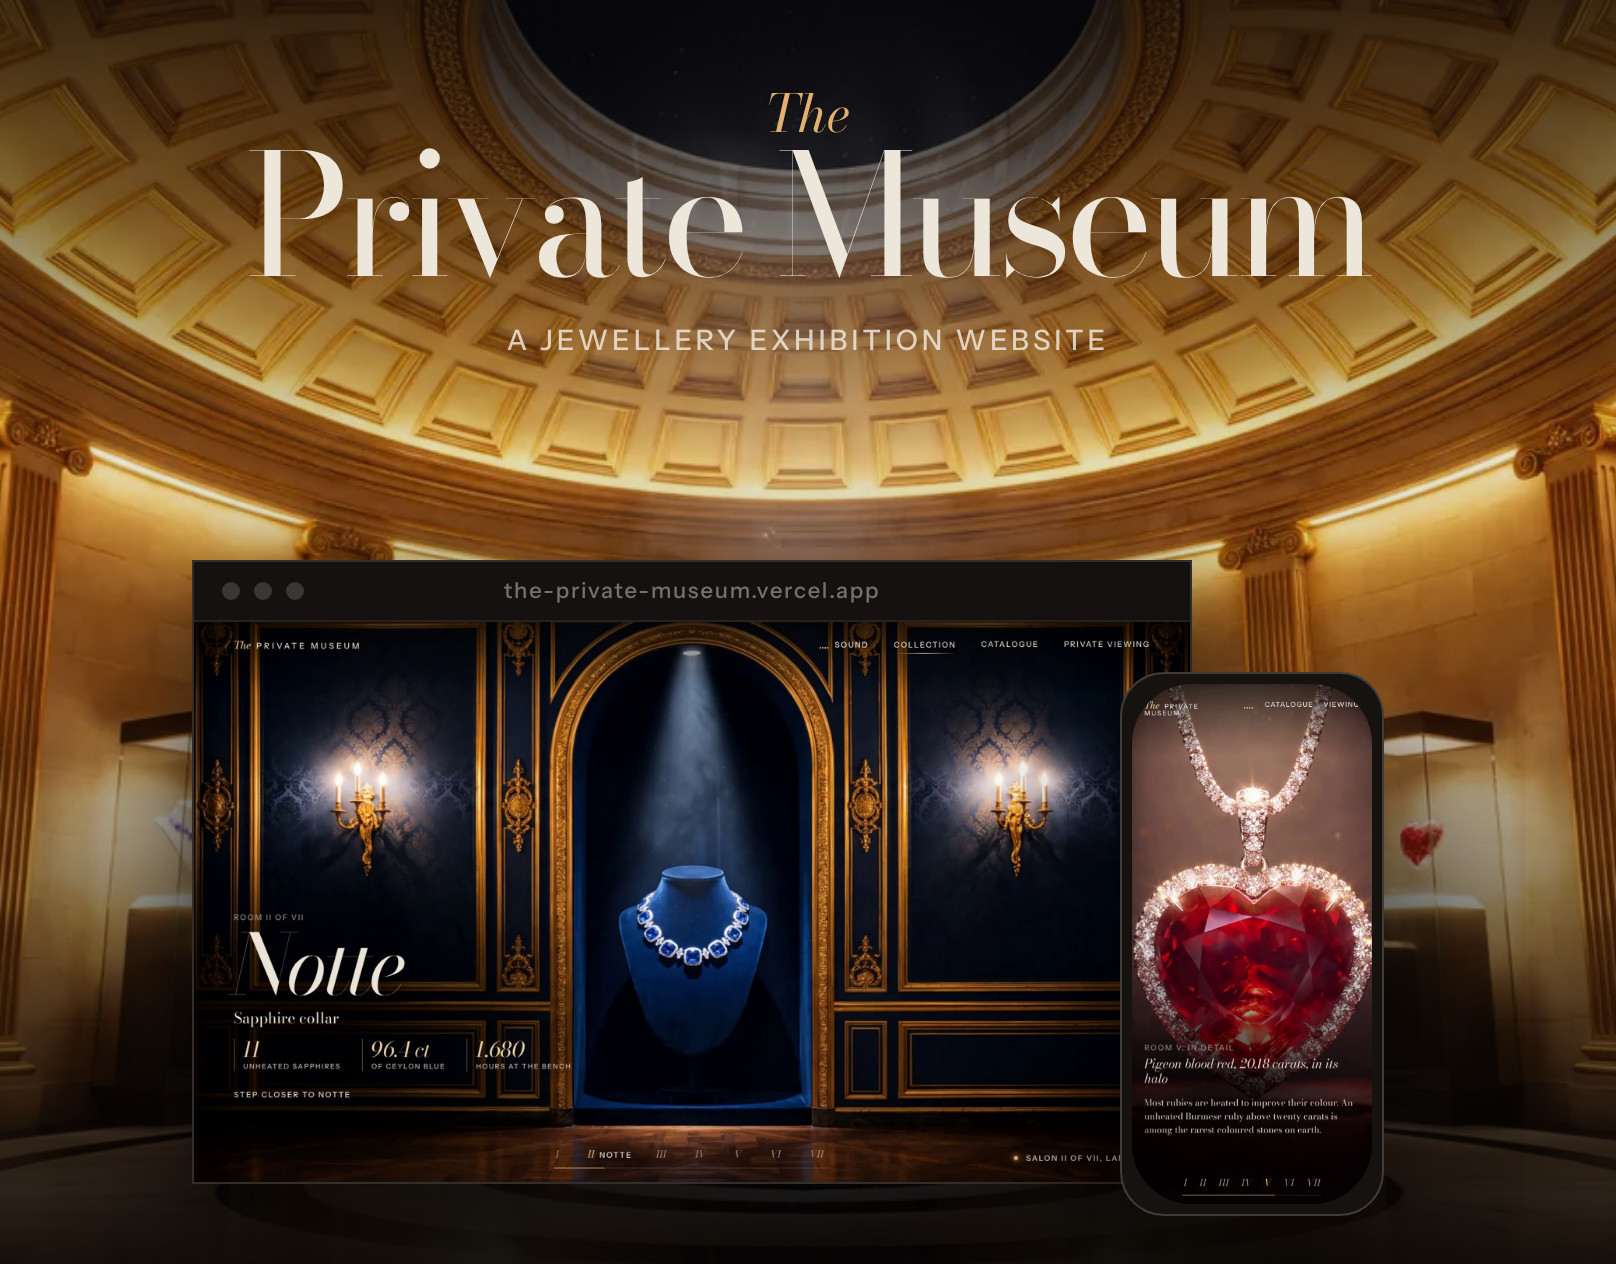 The
Private Museum
A JEWELLERY EXHIBITION WEBSITE
the-private-museum.vercel.app
The PRIVATE MUSEUM
SOUND COLLECTION CATALOGUE PRIVATE VIEWING
ROOM II OF VII
Notte
Sapphire collar
11 96.4 ct 1.680
UNHEATED SAPPHIRES OF CEYLON BLUE HOURS AT THE BENCH
STEP CLOSER TO NOTTE
I II NOTTE III IV V VI VII
SALON II OF VII,
The PRIVATE
MUSEUM
CATALOGUE VIEWING
ROOM V, IN DETAIL
Pigeon blood red, 20.18 carats, in its
halo
Most rubies are heated to improve their colour. An
unheated Burmese ruby above twenty carats is
among the rarest coloured stones on earth.
I II III IV V VI VII